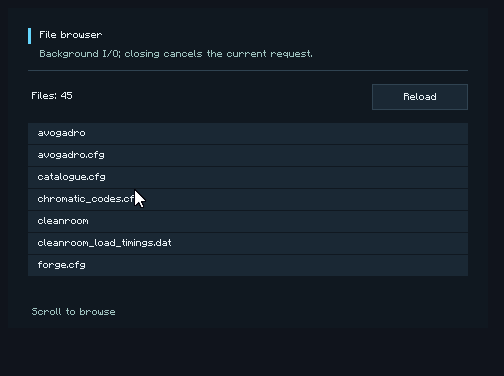 File browser
Background I/O; closing cancels the current request.
Files: 45
Reload
avogadro
avogadro.cfg
catalogue.cfg
chromatic_codes.cf
cleanroom
cleanroom_load_timings.dat
forge.cfg
Scroll to browse